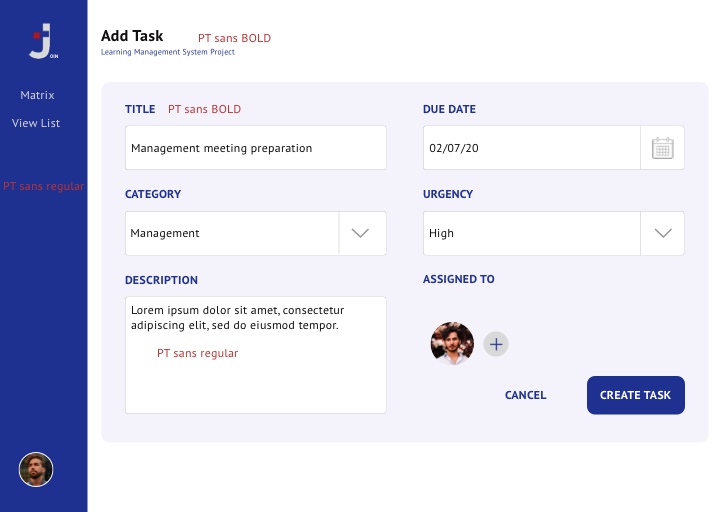 J
OIN
Matrix
View List
PT sans regular
Add Task PT sans BOLD
Learning Management System Project
TITLE PT sans BOLD
Management meeting preparation
DUE DATE
02/07/20
CATEGORY
Management
URGENCY
High
DESCRIPTION
Lorem ipsum dolor sit amet, consectetur
adipiscing elit, sed do eiusmod tempor.
PT sans regular
ASSIGNED TO
CANCEL
CREATE TASK